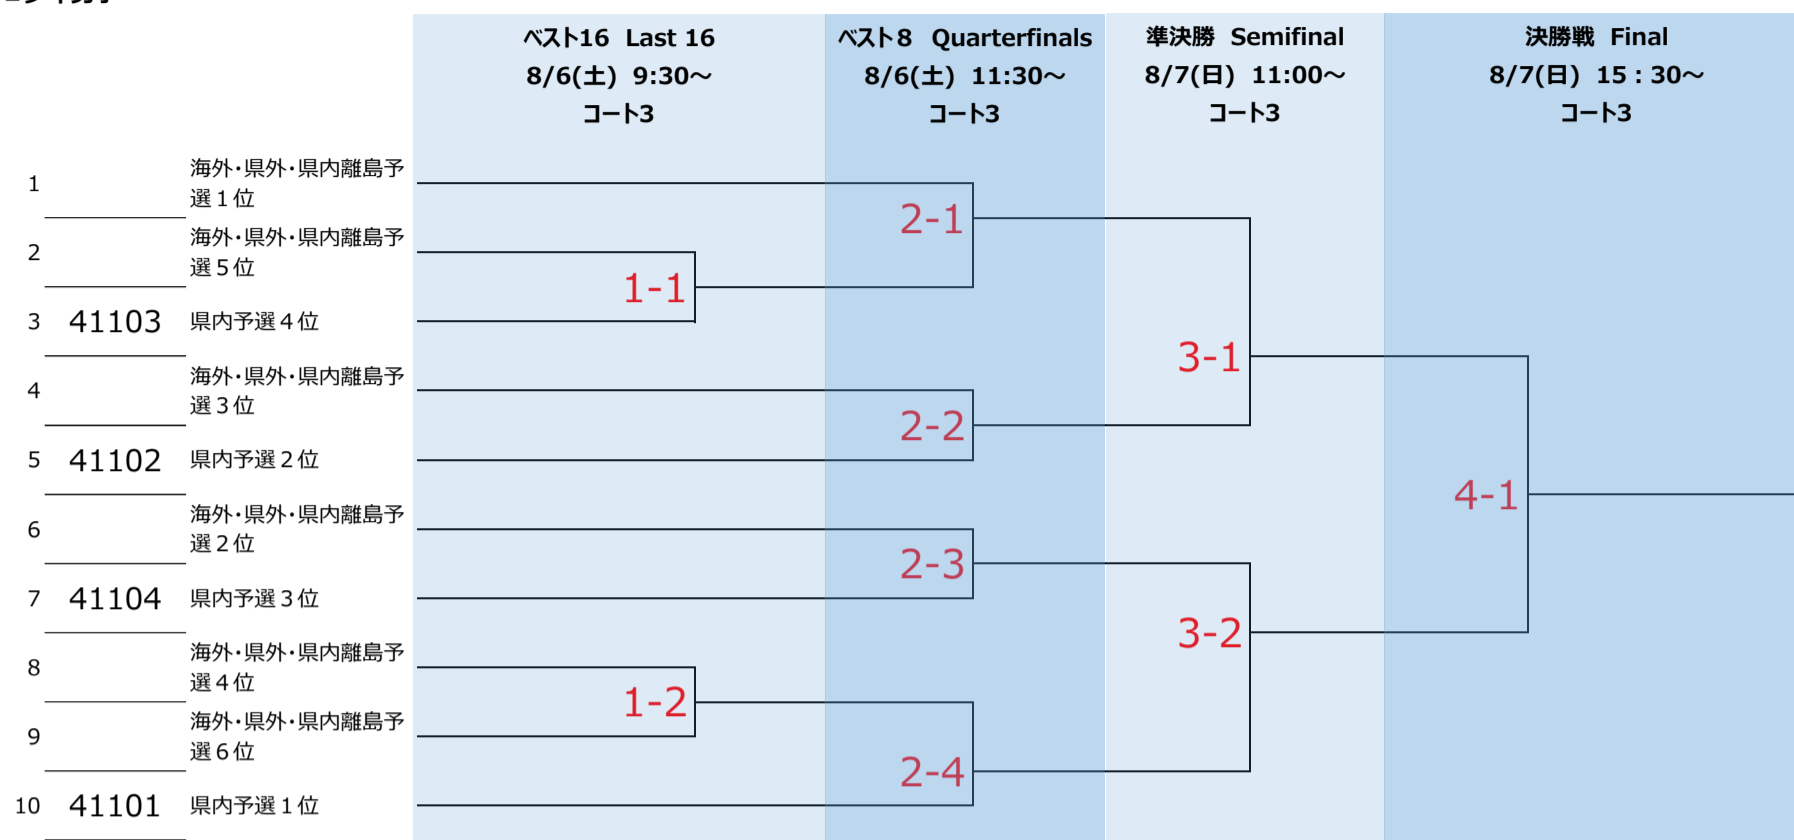 ベスト16 Last 16
8/6(土) 9:30～
コート3
ベスト８ Quarterfinals
8/6(土) 11:30～
コート3
準決勝 Semifinal
8/7(日) 11:00～
コート3
決勝戦 Final
8/7(日) 15：30～
コート3
1 海外・県外・県内離島予
選１位
2 海外・県外・県内離島予
選５位
3 41103 県内予選４位
4 海外・県外・県内離島予
選３位
5 41102 県内予選２位
6 海外・県外・県内離島予
選２位
7 41104 県内予選３位
8 海外・県外・県内離島予
選４位
9 海外・県外・県内離島予
選６位
10 41101 県内予選１位
1-1
1-2
2-1
2-2
2-3
2-4
3-1
3-2
4-1